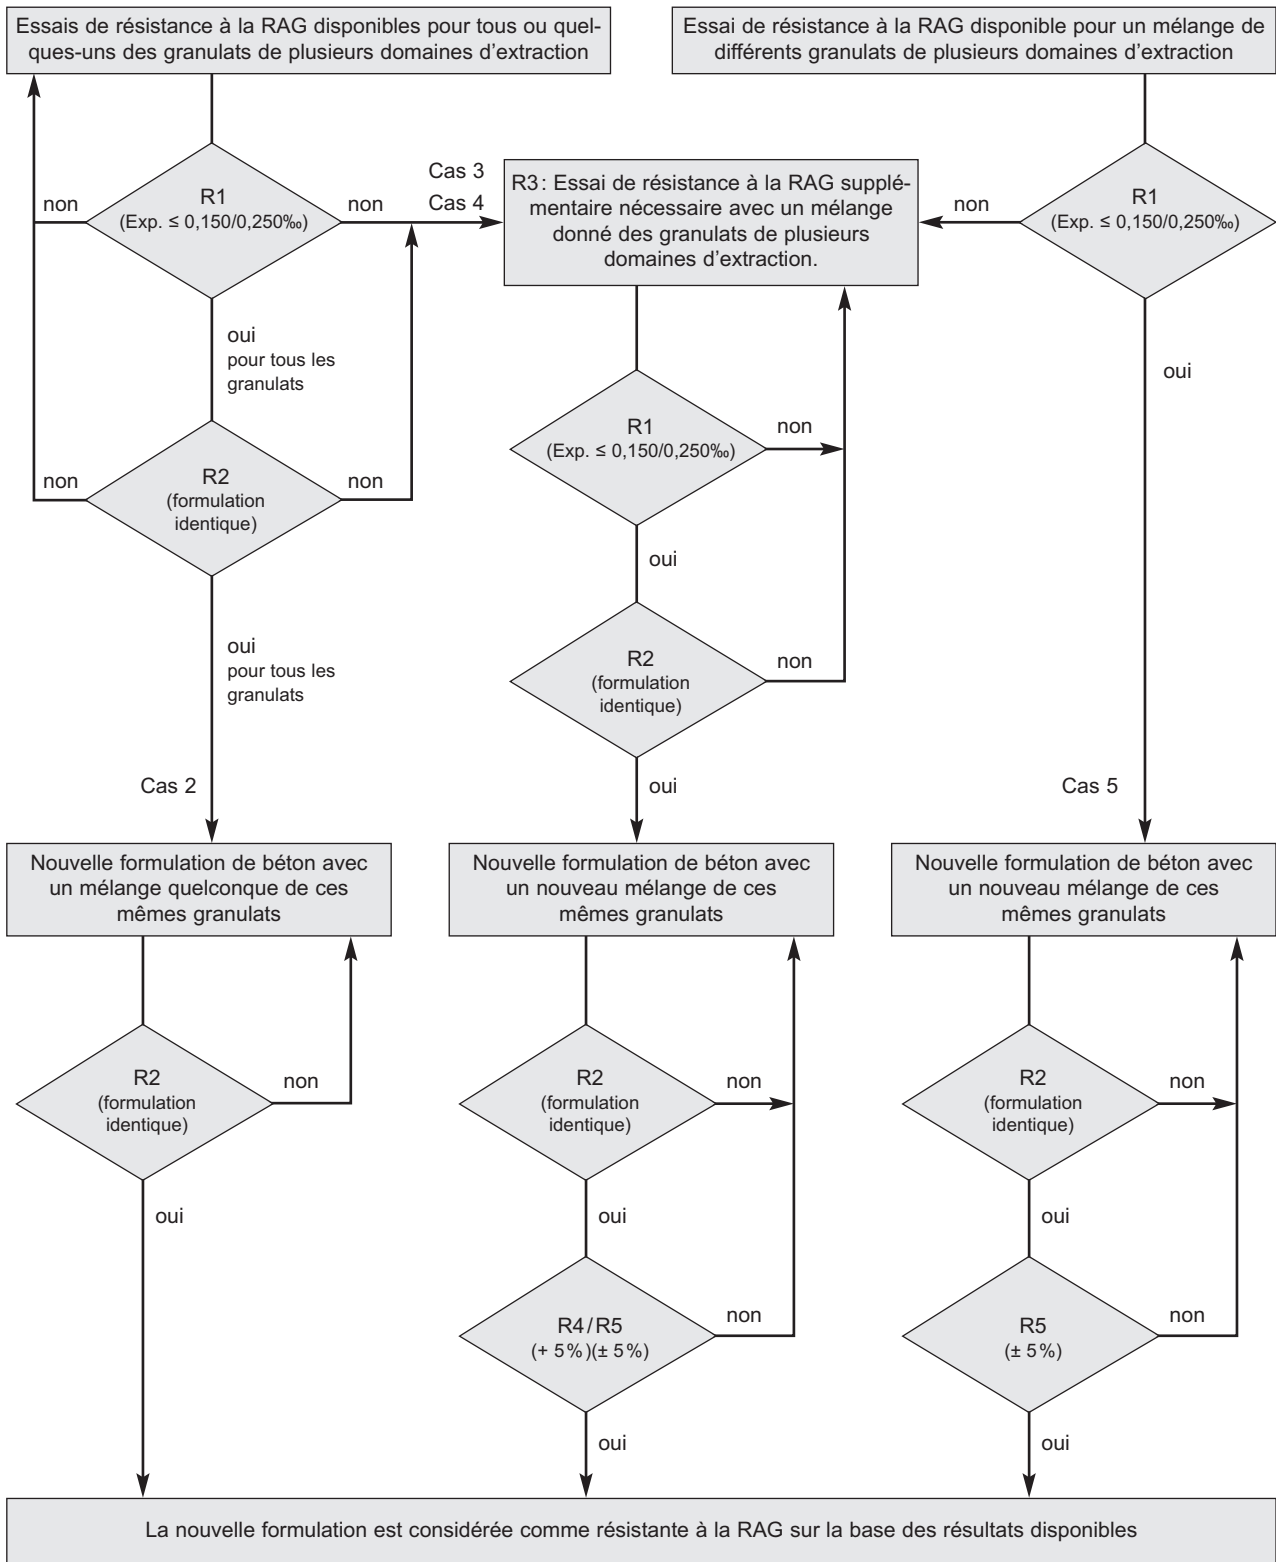 Essais de résistance à la RAG disponibles pour tous ou quel-
ques-uns des granulats de plusieurs domaines d'extraction
Essai de résistance à la RAG disponible pour un mélange de
différents granulats de plusieurs domaines d'extraction
non
R1
(Exp. ≤ 0,150/0,250‰)
non
Cas 3
Cas 4
R3: Essai de résistance à la RAG supplé-
mentaire nécessaire avec un mélange
donné des granulats de plusieurs
domaines d'extraction.
non
R1
(Exp. ≤ 0,150/0,250‰)
oui
pour tous les
granulats
oui
R1
(Exp. ≤ 0,150/0,250‰)
non
non
R2
(formulation
identique)
non
oui
oui
pour tous les
granulats
R2
(formulation
identique)
non
Cas 2
oui
Cas 5
Nouvelle formulation de béton avec
un mélange quelconque de ces
mêmes granulats
Nouvelle formulation de béton avec
un nouveau mélange de ces
mêmes granulats
Nouvelle formulation de béton avec
un nouveau mélange de ces
mêmes granulats
R2
(formulation
identique)
non
R2
(formulation
identique)
non
R2
(formulation
identique)
non
oui
oui
oui
R4/R5
(+ 5%)(± 5%)
non
R5
(± 5%)
non
oui
oui
La nouvelle formulation est considérée comme résistante à la RAG sur la base des résultats disponibles